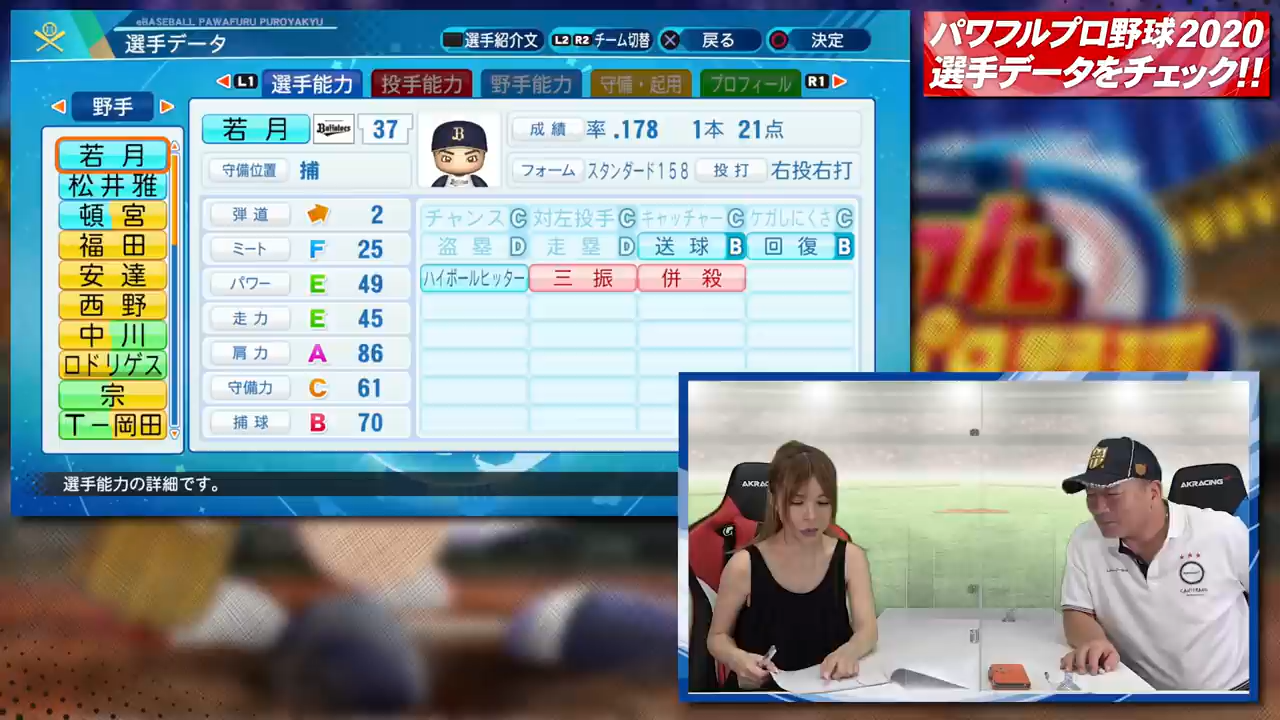 eBASEBALL PAWAFURU PUROYAKYU
選手データ
選手紹介文 L2 R2 チーム切替 戻る 決定
パワフルプロ野球2020
選手データをチェック!!
野手
L1 選手能力 投手能力 野手能力 守備・起用 プロフィール R1
若月
松井雅
頓宮
福田
安達
西野
中川
ロドリゲス
宗
T-岡田
若月 Buffaloes 37
守備位置 捕
成績 率.178 1本 21点
フォーム スタンダード158 投打 右投右打
弾道 2
ミート F 25
パワー E 49
走力 E 45
肩力 A 86
守備力 C 61
捕球 B 70
チャンス C 対左投手 C キャッチャー C ケガしにくさ C
盗塁 D 走塁 D 送球 B 回復 B
ハイボールヒッター 三振 併殺
選手能力の詳細です。
AKRAC
AKRACING